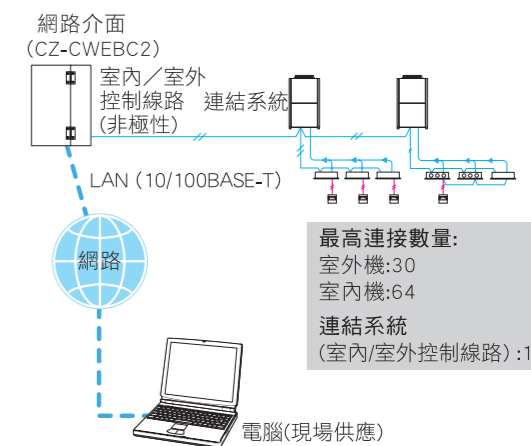 網路介面
(CZ-CWEBC2)
室內／室外
控制線路 連結系統
(非極性)
LAN (10/100BASE-T)
網路
最高連接數量:
室外機:30
室內機:64
連結系統
(室內/室外控制線路) :1
電腦(現場供應)